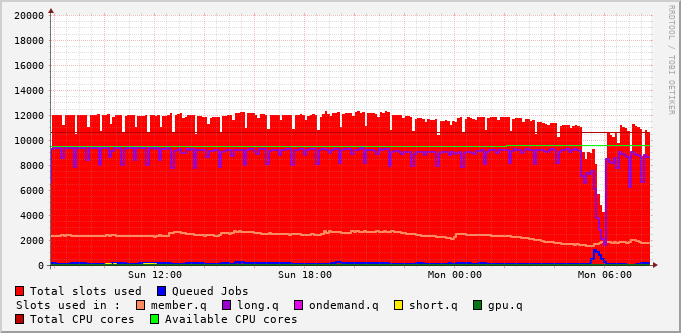 20000
18000
16000
14000
12000
10000
8000
6000
4000
2000
0
Sun 12:00 Sun 18:00 Mon 00:00 Mon 06:00
RRDTOOL / TOBI OETIKER
Total slots used Queued Jobs
Slots used in : member.q long.q ondemand.q short.q gpu.q
Total CPU cores Available CPU cores